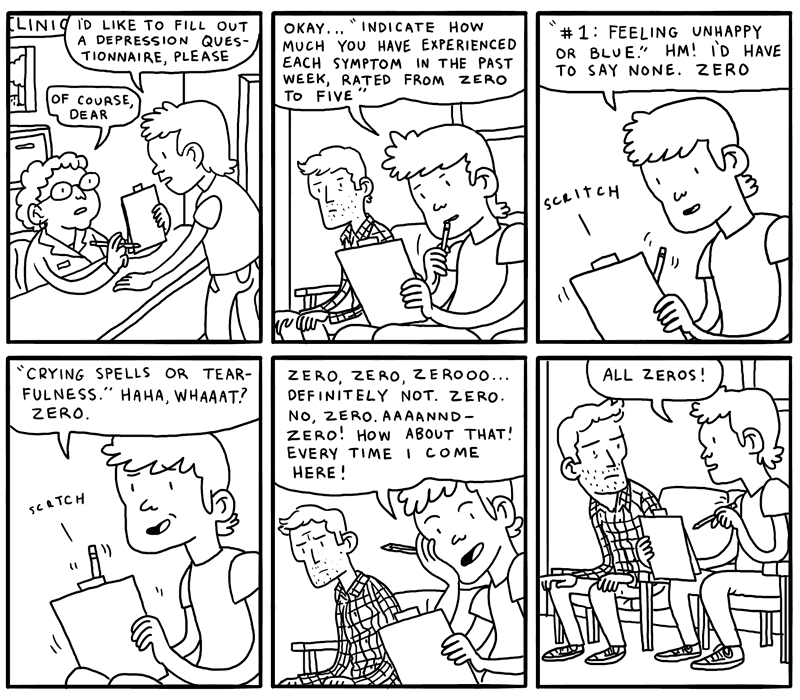 CLINIC
I'D LIKE TO FILL OUT
A DEPRESSION QUES-
TIONNAIRE, PLEASE
OF COURSE,
DEAR
OKAY... "INDICATE HOW
MUCH YOU HAVE EXPERIENCED
EACH SYMPTOM IN THE PAST
WEEK, RATED FROM ZERO
TO FIVE"
"#1: FEELING UNHAPPY
OR BLUE." HM! I'D HAVE
TO SAY NONE. ZERO
SCRITCH
"CRYING SPELLS OR TEAR-
FULNESS." HAHA, WHAAAT?
ZERO.
SCRTCH
ZERO, ZERO, ZEROOO...
DEFINITELY NOT. ZERO.
NO, ZERO. AAAANND–
ZERO! HOW ABOUT THAT!
EVERY TIME I COME
HERE!
ALL ZEROS!